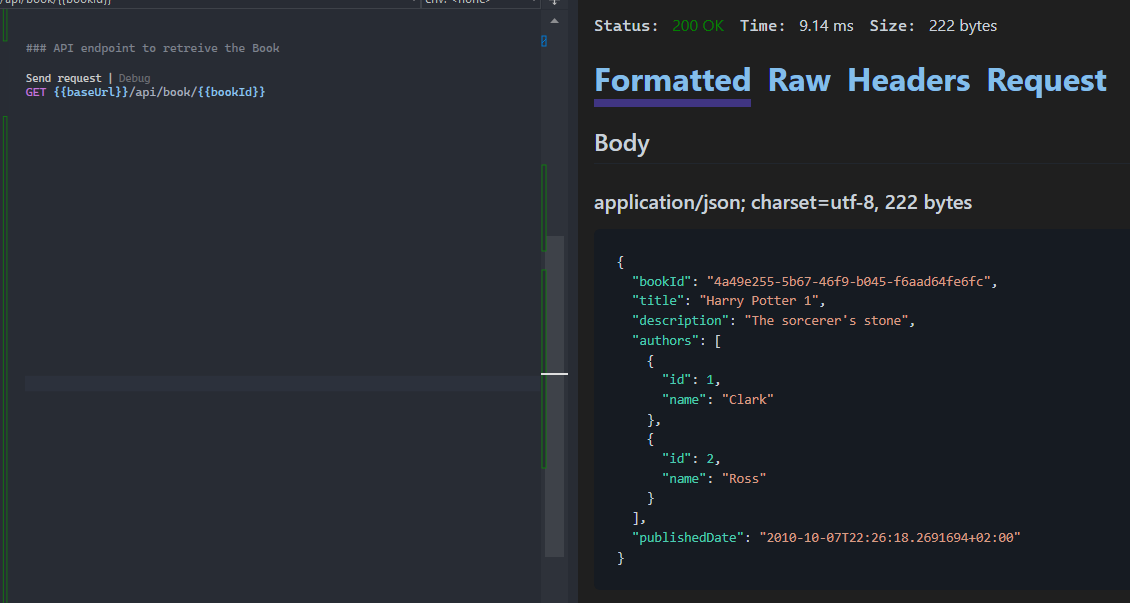 /api/book/{{bookId}}
env: <none>
### API endpoint to retreive the Book
Send request | Debug
GET {{baseUrl}}/api/book/{{bookId}}
Status: 200 OK Time: 9.14 ms Size: 222 bytes
Formatted Raw Headers Request
Body
application/json; charset=utf-8, 222 bytes
{
"bookId": "4a49e255-5b67-46f9-b045-f6aad64fe6fc",
"title": "Harry Potter 1",
"description": "The sorcerer's stone",
"authors": [
{
"id": 1,
"name": "Clark"
},
{
"id": 2,
"name": "Ross"
}
],
"publishedDate": "2010-10-07T22:26:18.2691694+02:00"
}